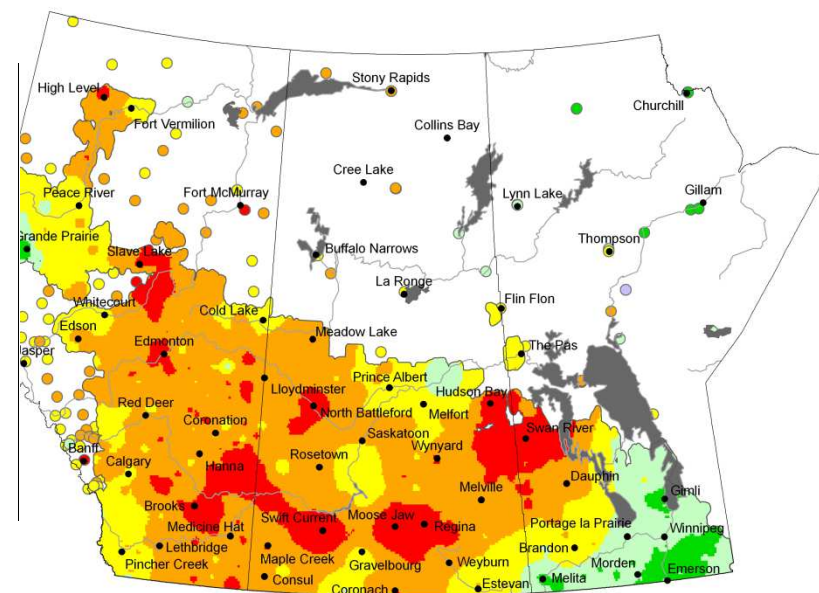 Stony Rapids
High Level
Churchill
Fort Vermilion
Collins Bay
Cree Lake
Peace River
Fort McMurray
Lynn Lake
Gillam
Grande Prairie
Thompson
Slave Lake
Buffalo Narrows
La Ronge
Whitecourt
Cold Lake
Flin Flon
Edson
Meadow Lake
Edmonton
The Pas
Jasper
Prince Albert
Lloydminster
Hudson Bay
Red Deer
North Battleford
Melfort
Coronation
Saskatoon
Swan River
Banff
Wynyard
Calgary
Hanna
Rosetown
Dauphin
Melville
Gimli
Brooks
Swift Current
Moose Jaw
Regina
Medicine Hat
Portage la Prairie
Winnipeg
Lethbridge
Maple Creek
Gravelbourg
Brandon
Pincher Creek
Weyburn
Consul
Morden
Emerson
Coronach
Estevan
Melita